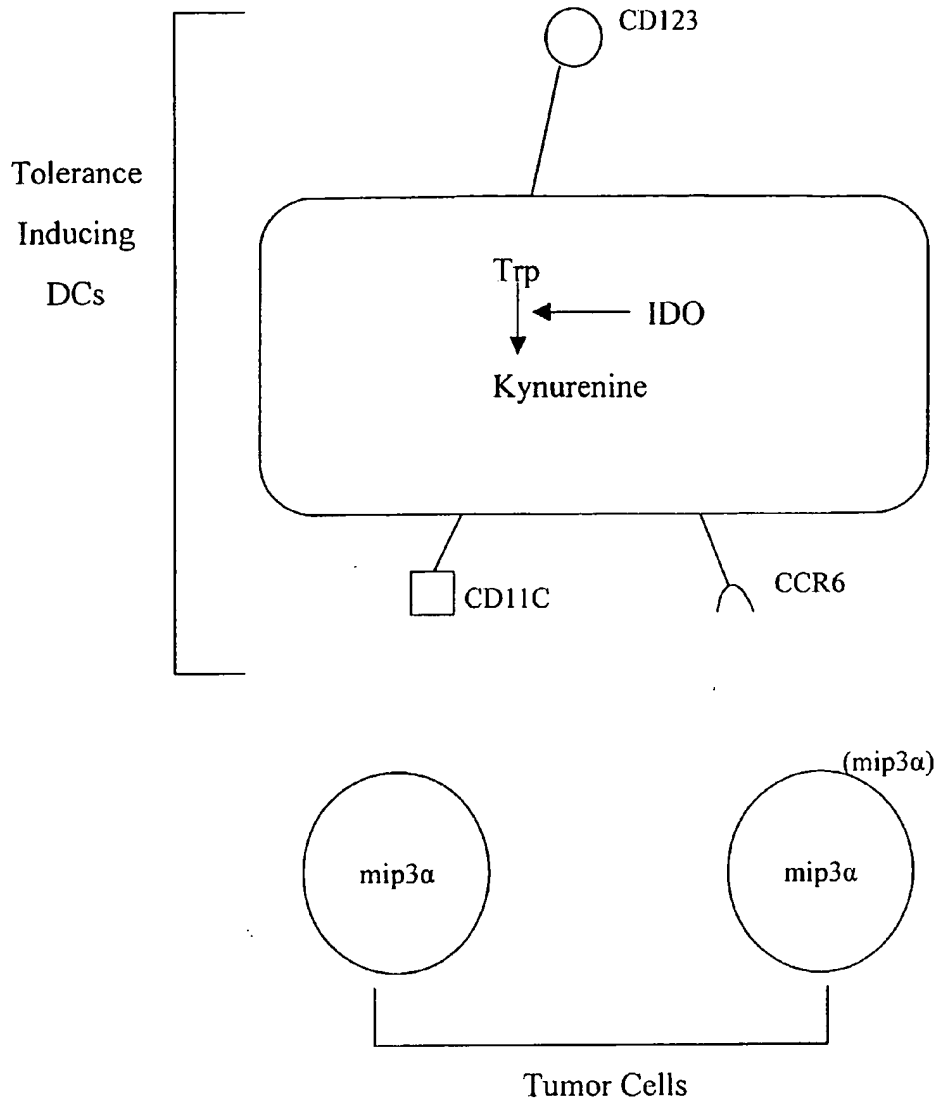 CD123
Tolerance
Inducing
DCs
Trp
IDO
Kynurenine
CD11C
CCR6
(mip3α)
mip3α
mip3α
Tumor Cells